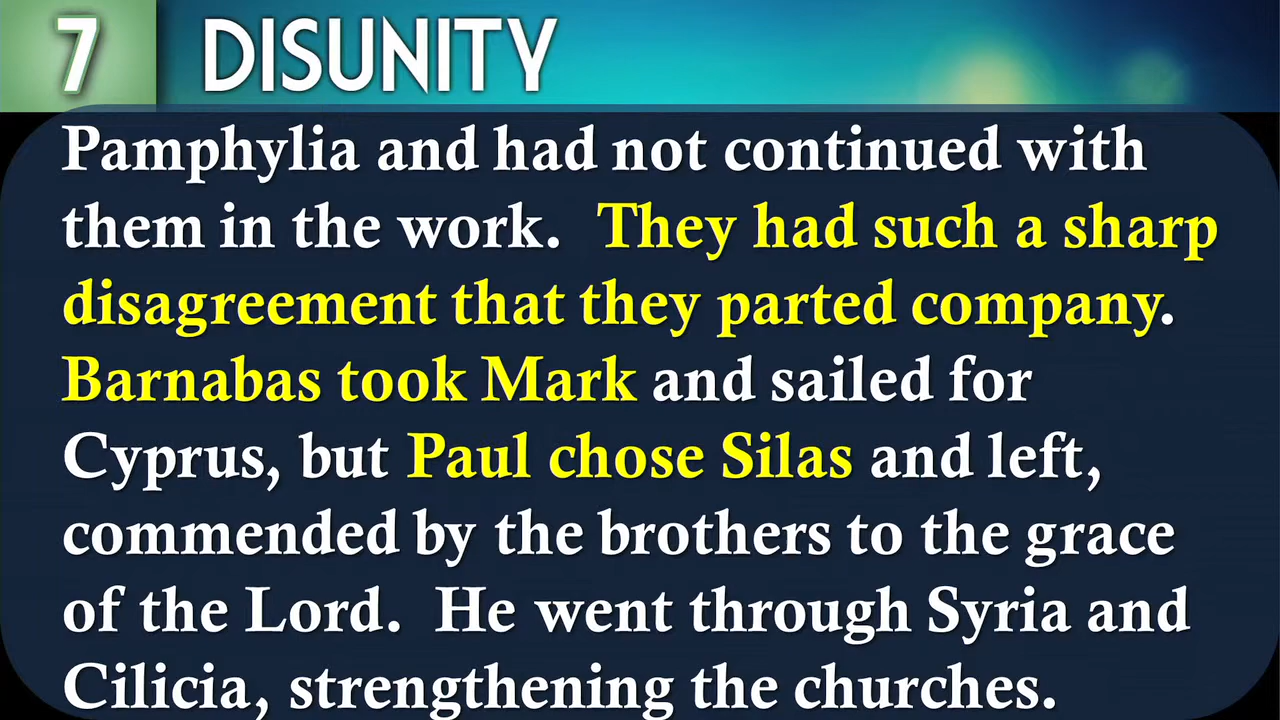 7 DISUNITY
Pamphylia and had not continued with
them in the work. They had such a sharp
disagreement that they parted company.
Barnabas took Mark and sailed for
Cyprus, but Paul chose Silas and left,
commended by the brothers to the grace
of the Lord. He went through Syria and
Cilicia, strengthening the churches.